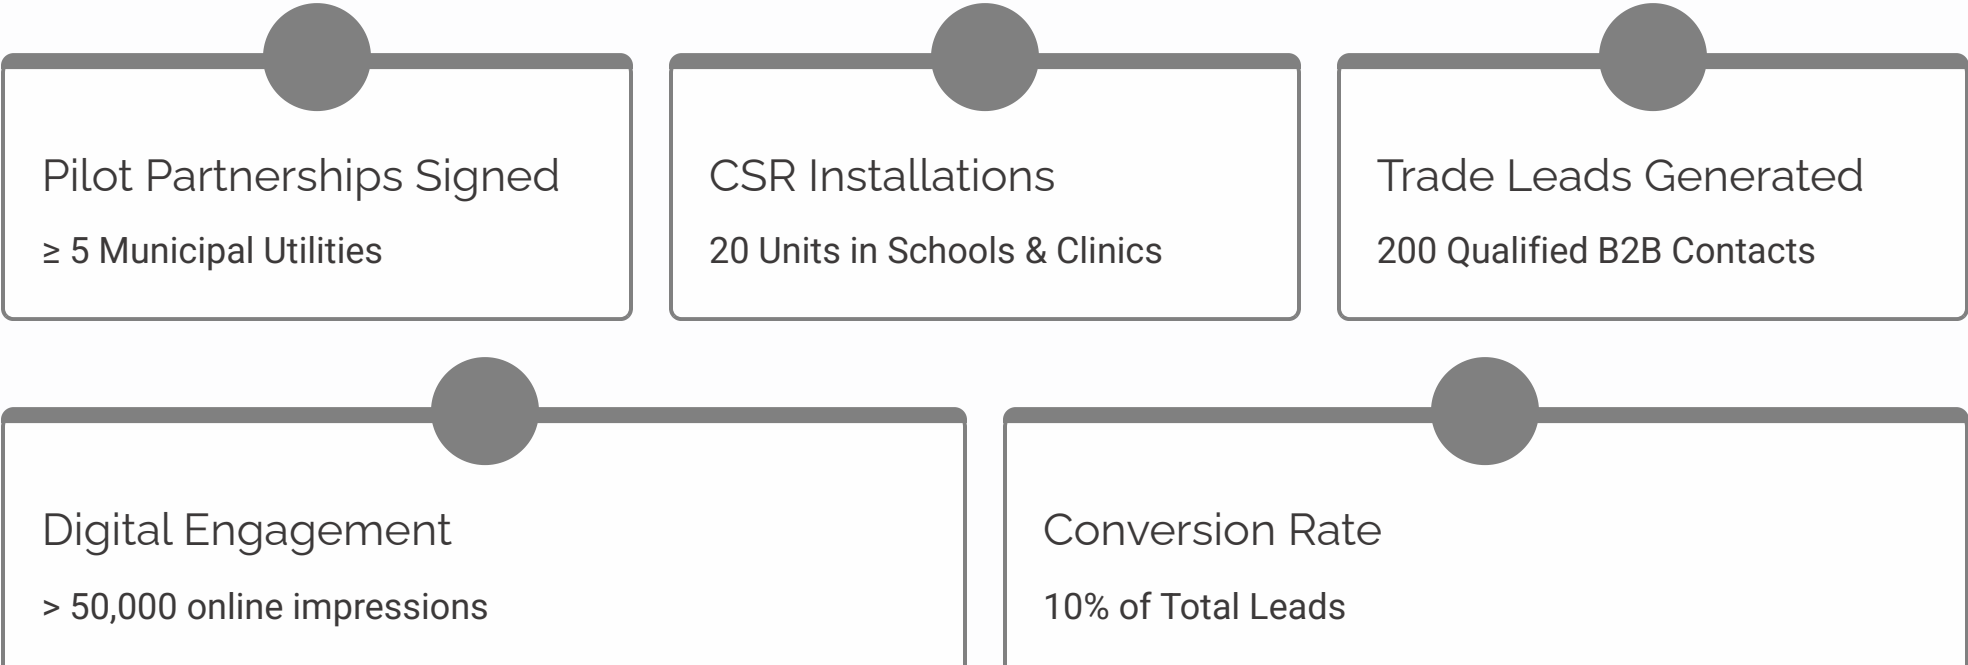 Pilot Partnerships Signed
≥ 5 Municipal Utilities
CSR Installations
20 Units in Schools & Clinics
Trade Leads Generated
200 Qualified B2B Contacts
Digital Engagement
> 50,000 online impressions
Conversion Rate
10% of Total Leads